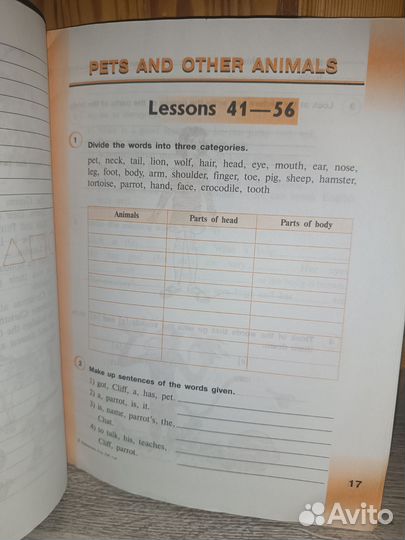 PETS AND OTHER ANIMALS
Lessons 41—56
1
Divide the words into three categories.
pet, neck, tail, lion, wolf, hair, head, eye, mouth, ear, nose,
leg, foot, body, arm, shoulder, finger, toe, pig, sheep, hamster,
tortoise, parrot, hand, face, crocodile, tooth
Animals Parts of head Parts of body
2
Make up sentences of the words given.
1) got, Cliff, a, has, pet.
2) a, parrot, is, it.
3) is, name, parrot's, the,
Chat.
4) to talk, his, teaches,
Cliff, parrot.
17
Avito